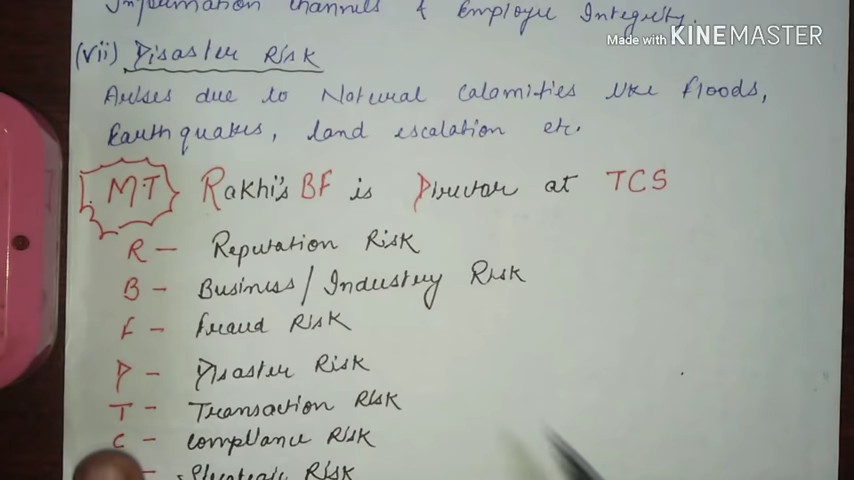 Information channels & Employee Integrity.
Made with KINEMASTER
(vii) Disaster Risk
Arises due to Natural Calamities like floods,
Earthquakes, land escalation etc.
MT Rakhi's BF is Director at TCS
R - Reputation Risk
B - Business/Industry Risk
F - Fraud Risk
D - Disaster Risk
T - Transaction Risk
C - Compliance Risk
- Strategic Risk